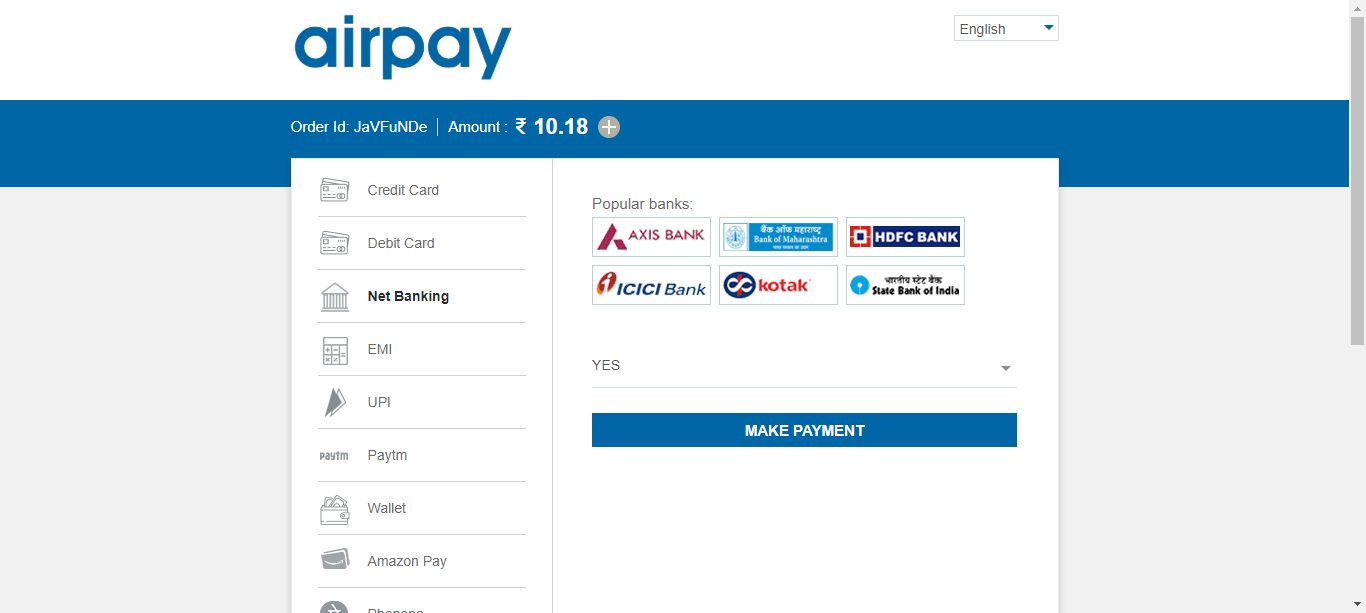 airpay
English
Order Id: JaVFuNDe
Amount : ₹ 10.18
Credit Card
Debit Card
Net Banking
EMI
UPI
paytm Paytm
Wallet
Amazon Pay
Phonepe
Popular banks:
AXIS BANK
बैंक ऑफ महाराष्ट्र
Bank of Maharashtra
HDFC BANK
ICICI Bank
kotak
भारतीय स्टेट बैंक
State Bank of India
YES
MAKE PAYMENT